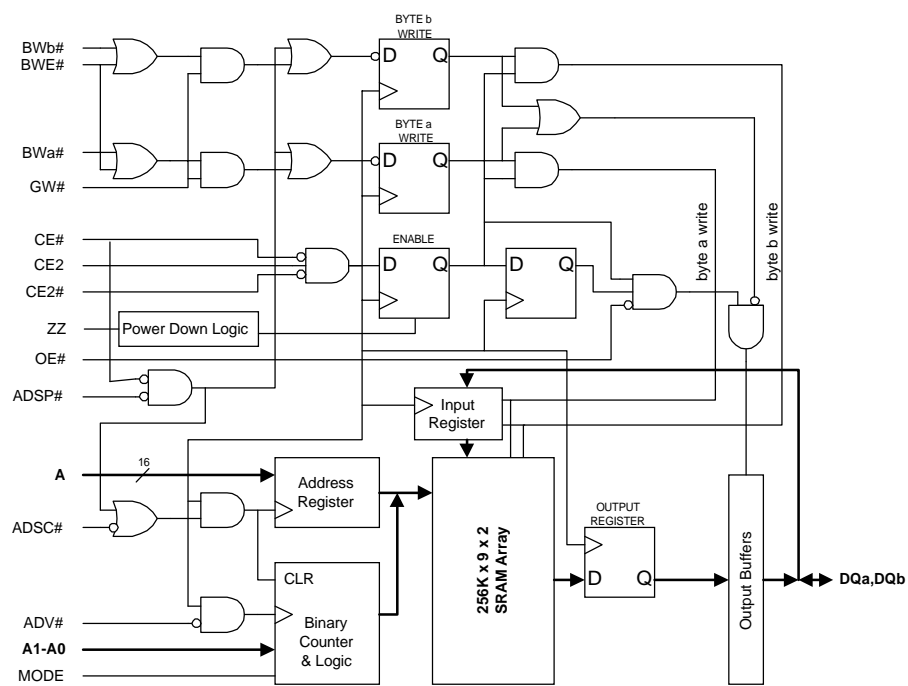 BYTE b
WRITE
BWb#
BWE#
D
Q
BYTE a
WRITE
BWa#
GW#
D
Q
byte a write
byte b write
CE#
CE2
CE2#
ENABLE
D
Q
D
Q
ZZ
Power Down Logic
OE#
ADSP#
Input
Register
A
16
Address
Register
ADSC#
256K x 9 x 2
SRAM Array
OUTPUT
REGISTER
D
Q
Output Buffers
DQa,DQb
CLR
Binary
Counter
& Logic
ADV#
A1-A0
MODE